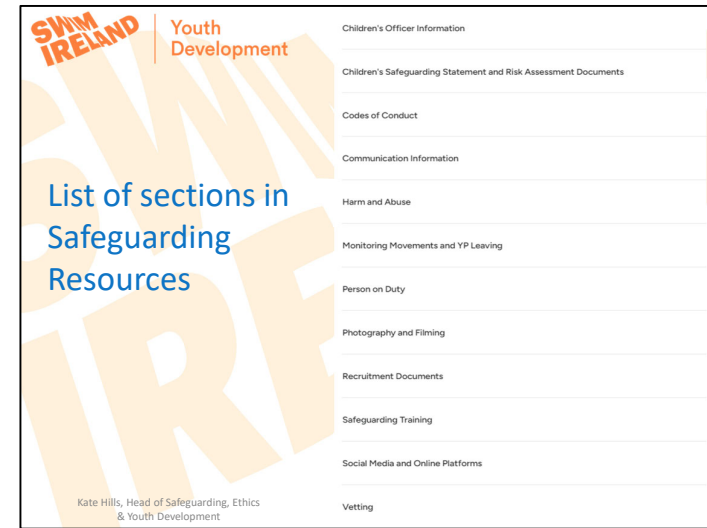 SWIM
IRELAND
Youth
Development
List of sections in
Safeguarding
Resources
Kate Hills, Head of Safeguarding, Ethics
& Youth Development
Children's Officer Information
Children's Safeguarding Statement and Risk Assessment Documents
Codes of Conduct
Communication Information
Harm and Abuse
Monitoring Movements and YP Leaving
Person on Duty
Photography and Filming
Recruitment Documents
Safeguarding Training
Social Media and Online Platforms
Vetting